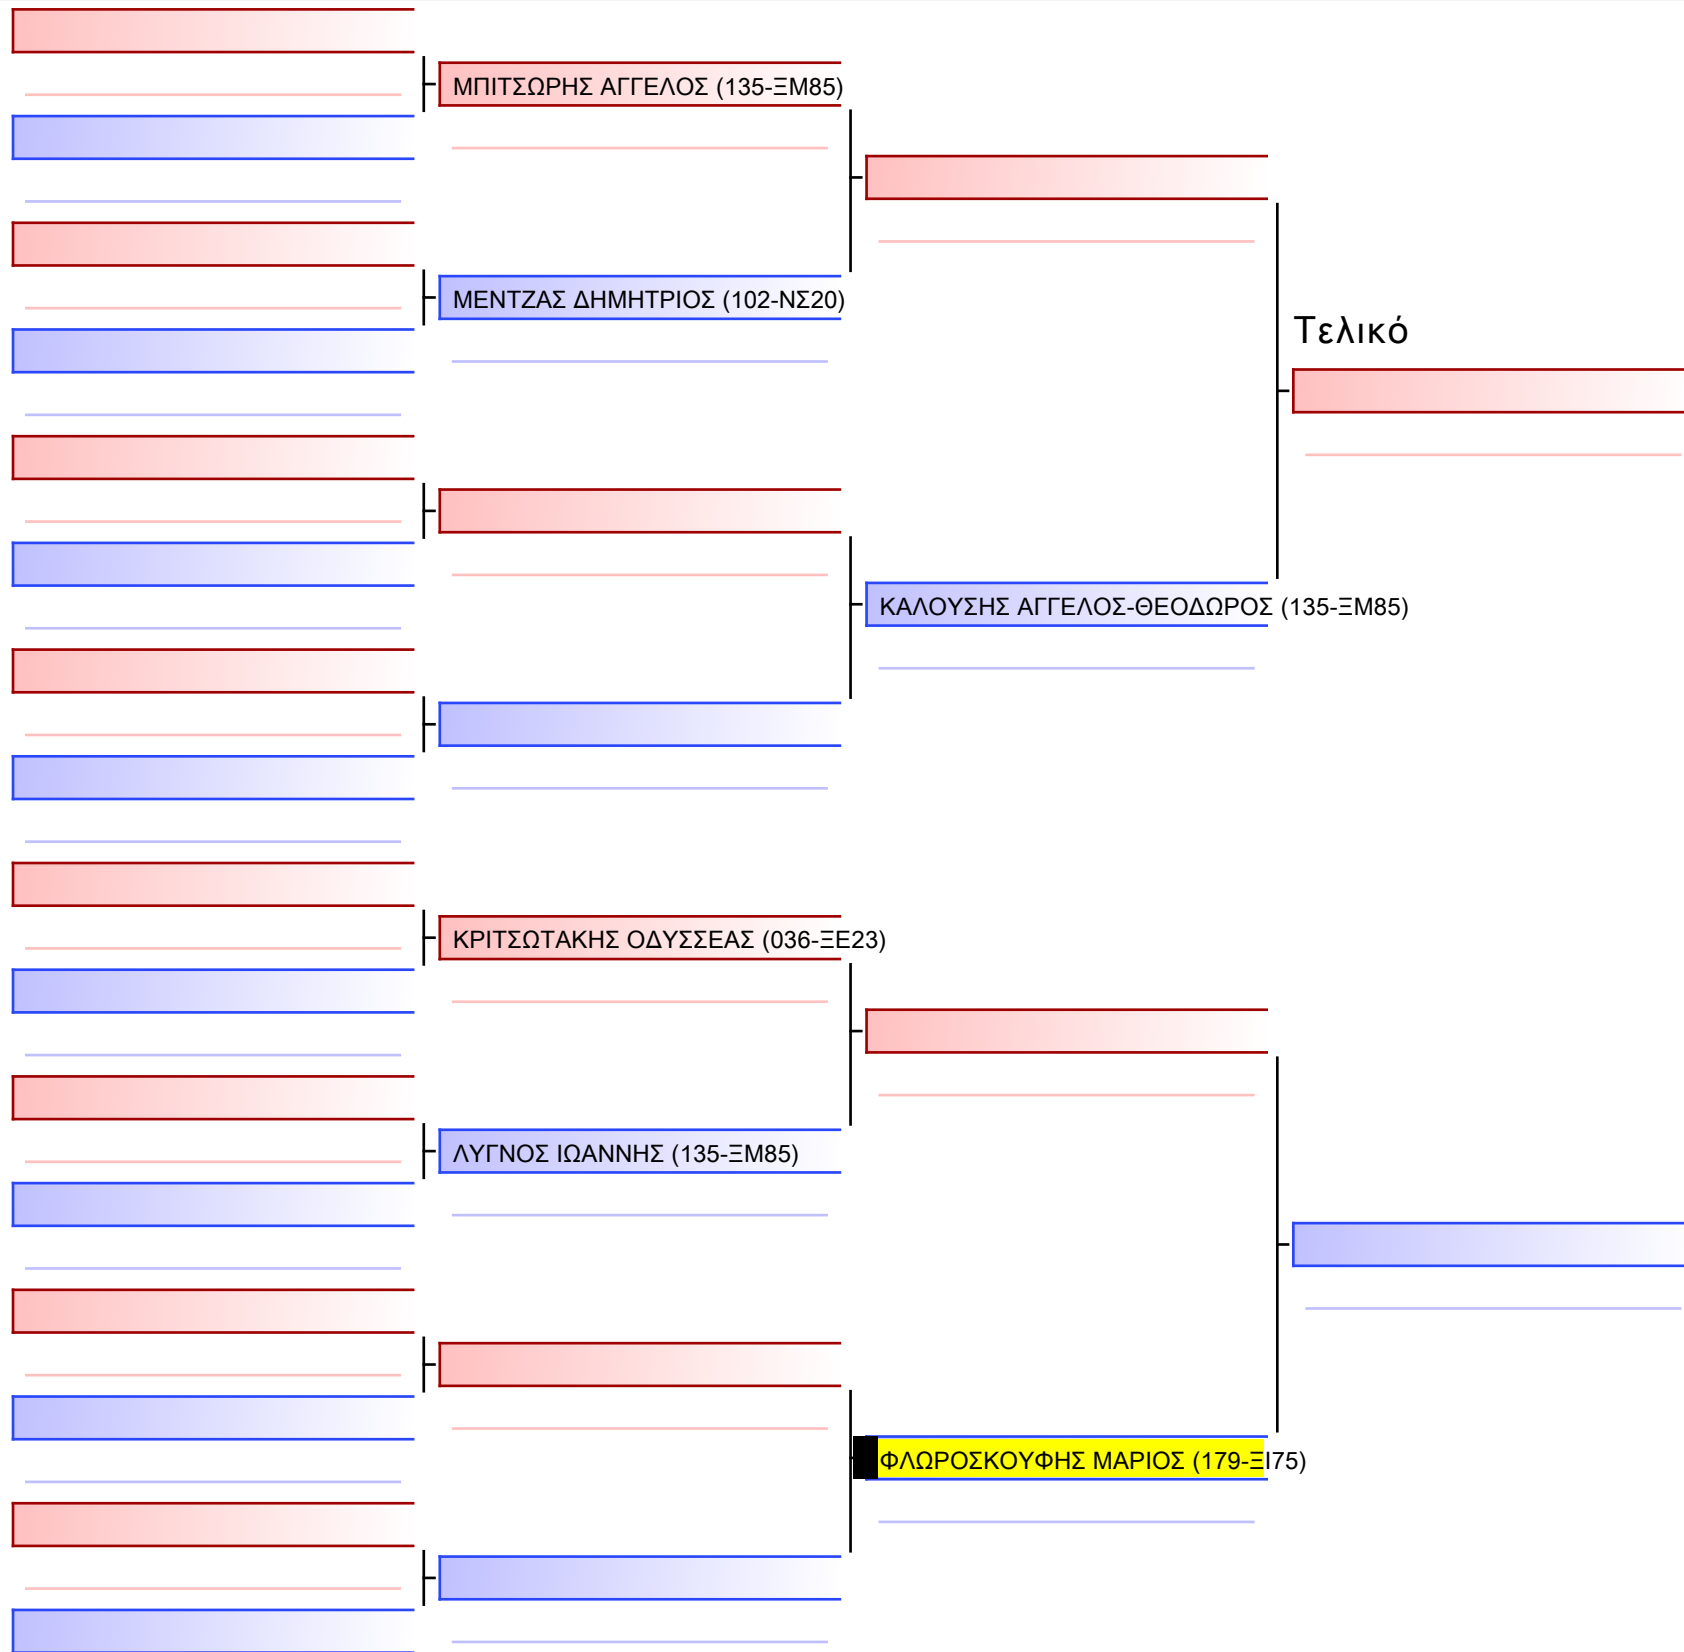 ΜΠΙΤΣΩΡΗΣ ΑΓΓΕΛΟΣ (135-ΞΜ85)
ΜΕΝΤΖΑΣ ΔΗΜΗΤΡΙΟΣ (102-ΝΣ20)
Τελικό
ΚΑΛΟΥΣΗΣ ΑΓΓΕΛΟΣ-ΘΕΟΔΩΡΟΣ (135-ΞΜ85)
ΚΡΙΤΣΩΤΑΚΗΣ ΟΔΥΣΣΕΑΣ (036-ΞΕ23)
ΛΥΓΝΟΣ ΙΩΑΝΝΗΣ (135-ΞΜ85)
ΦΛΩΡΟΣΚΟΥΦΗΣ ΜΑΡΙΟΣ (179-ΞΙ75)